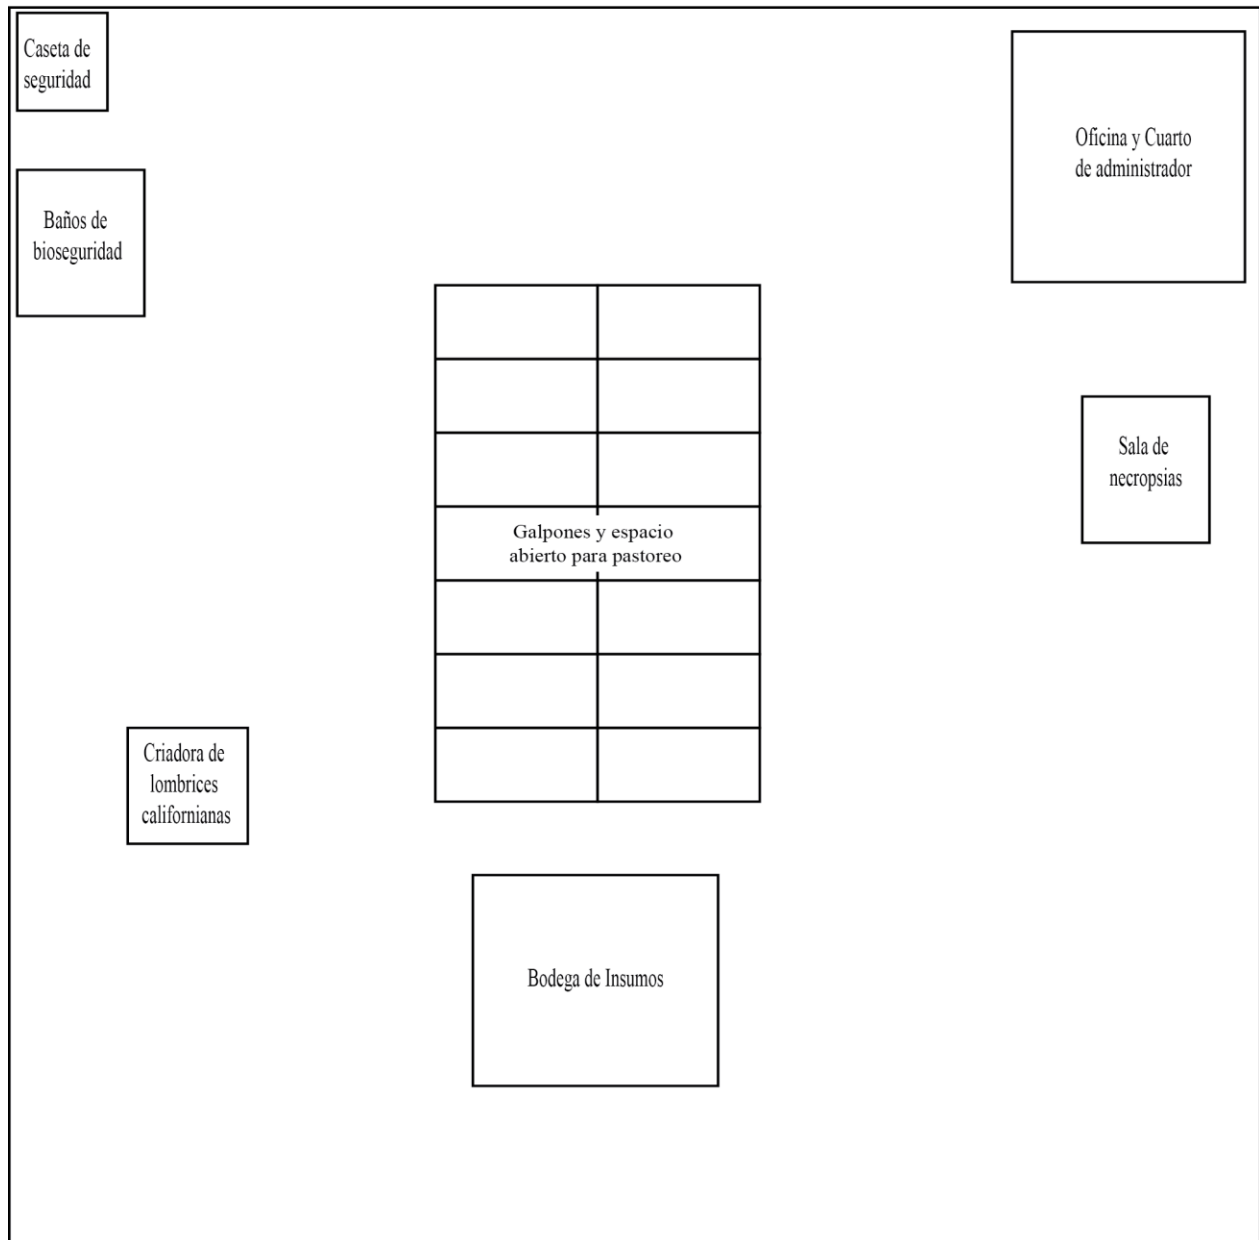 Caseta de
seguridad
Oficina y Cuarto
de administrador
Baños de
bioseguridad
Sala de
necropsias
Galpones y espacio
abierto para pastoreo
Criadora de
lombrices
californianas
Bodega de Insumos